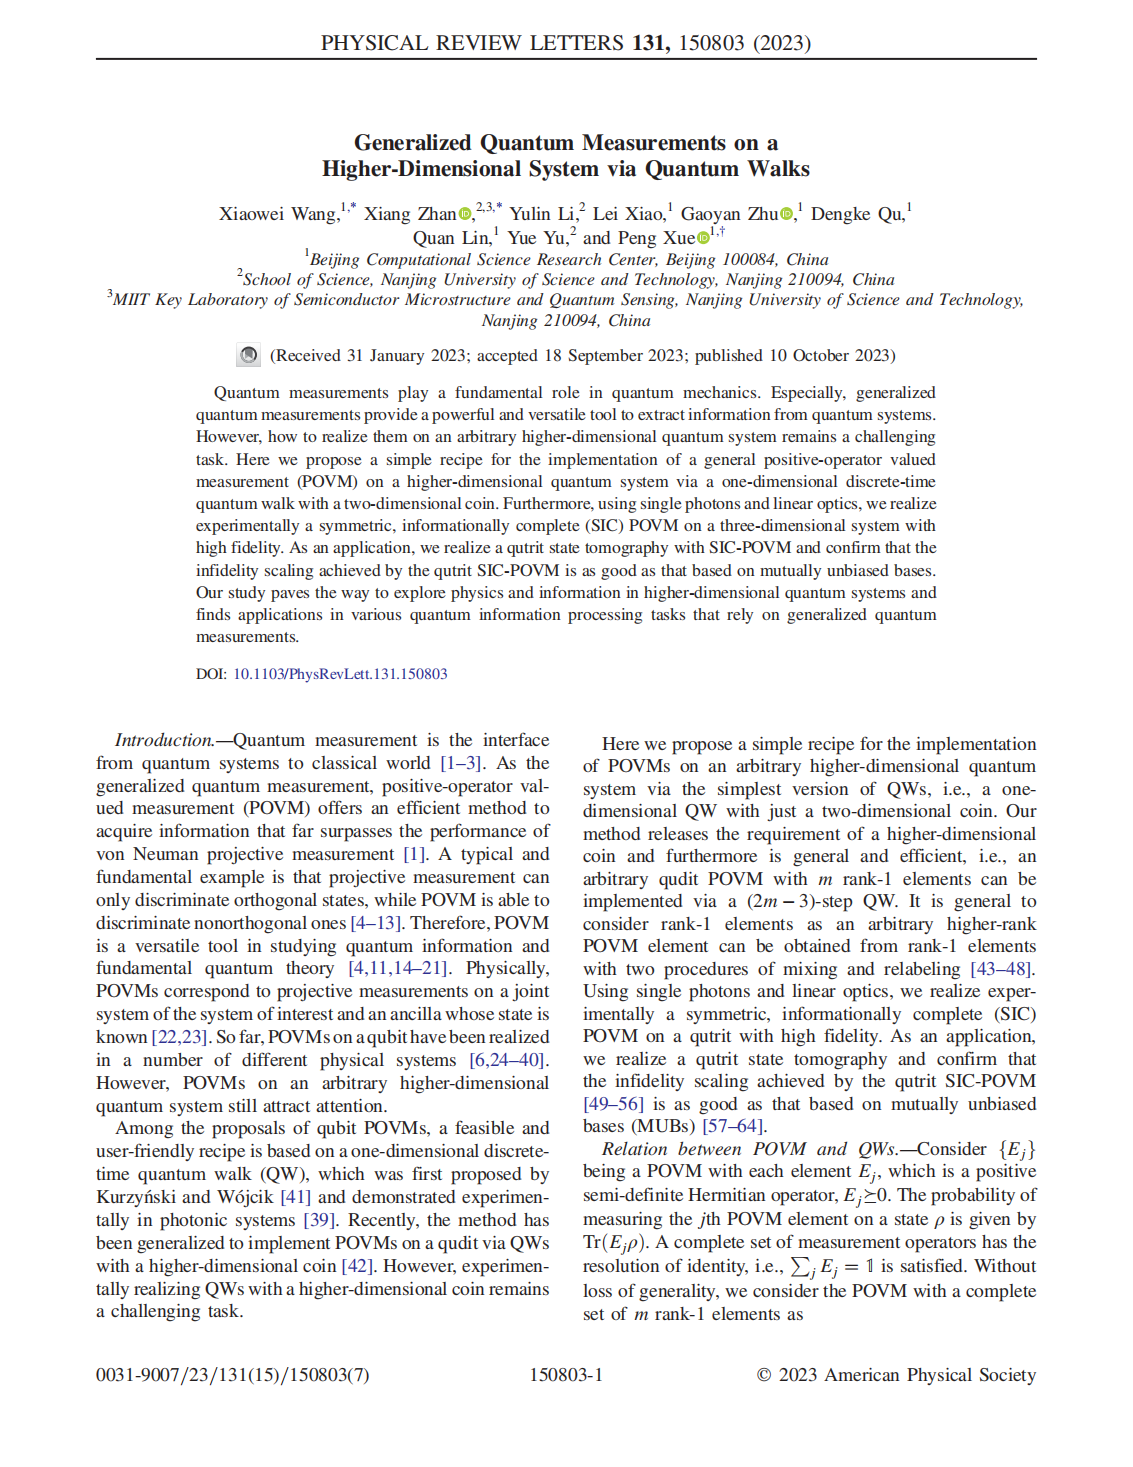 PHYSICAL REVIEW LETTERS 131, 150803 (2023)
Generalized Quantum Measurements on a
Higher-Dimensional System via Quantum Walks
Xiaowei Wang,1,* Xiang Zhan,2,3,* Yulin Li,2 Lei Xiao,1 Gaoyan Zhu,1 Dengke Qu,1
Quan Lin,1 Yue Yu,2 and Peng Xue1,†
1Beijing Computational Science Research Center, Beijing 100084, China
2School of Science, Nanjing University of Science and Technology, Nanjing 210094, China
3MIIT Key Laboratory of Semiconductor Microstructure and Quantum Sensing, Nanjing University of Science and Technology,
Nanjing 210094, China
(Received 31 January 2023; accepted 18 September 2023; published 10 October 2023)
Quantum measurements play a fundamental role in quantum mechanics. Especially, generalized
quantum measurements provide a powerful and versatile tool to extract information from quantum systems.
However, how to realize them on an arbitrary higher-dimensional quantum system remains a challenging
task. Here we propose a simple recipe for the implementation of a general positive-operator valued
measurement (POVM) on a higher-dimensional quantum system via a one-dimensional discrete-time
quantum walk with a two-dimensional coin. Furthermore, using single photons and linear optics, we realize
experimentally a symmetric, informationally complete (SIC) POVM on a three-dimensional system with
high fidelity. As an application, we realize a qutrit state tomography with SIC-POVM and confirm that the
infidelity scaling achieved by the qutrit SIC-POVM is as good as that based on mutually unbiased bases.
Our study paves the way to explore physics and information in higher-dimensional quantum systems and
finds applications in various quantum information processing tasks that rely on generalized quantum
measurements.
DOI: 10.1103/PhysRevLett.131.150803
Introduction.—Quantum measurement is the interface
from quantum systems to classical world [1–3]. As the
generalized quantum measurement, positive-operator val-
ued measurement (POVM) offers an efficient method to
acquire information that far surpasses the performance of
von Neuman projective measurement [1]. A typical and
fundamental example is that projective measurement can
only discriminate orthogonal states, while POVM is able to
discriminate nonorthogonal ones [4–13]. Therefore, POVM
is a versatile tool in studying quantum information and
fundamental quantum theory [4,11,14–21]. Physically,
POVMs correspond to projective measurements on a joint
system of the system of interest and an ancilla whose state is
known [22,23]. So far, POVMs on a qubit have been realized
in a number of different physical systems [6,24–40].
However, POVMs on an arbitrary higher-dimensional
quantum system still attract attention.
Among the proposals of qubit POVMs, a feasible and
user-friendly recipe is based on a one-dimensional discrete-
time quantum walk (QW), which was first proposed by
Kurzyński and Wójcik [41] and demonstrated experimen-
tally in photonic systems [39]. Recently, the method has
been generalized to implement POVMs on a qudit via QWs
with a higher-dimensional coin [42]. However, experimen-
tally realizing QWs with a higher-dimensional coin remains
a challenging task.
Here we propose a simple recipe for the implementation
of POVMs on an arbitrary higher-dimensional quantum
system via the simplest version of QWs, i.e., a one-
dimensional QW with just a two-dimensional coin. Our
method releases the requirement of a higher-dimensional
coin and furthermore is general and efficient, i.e., an
arbitrary qudit POVM with m rank-1 elements can be
implemented via a (2m − 3)-step QW. It is general to
consider rank-1 elements as an arbitrary higher-rank
POVM element can be obtained from rank-1 elements
with two procedures of mixing and relabeling [43–48].
Using single photons and linear optics, we realize exper-
imentally a symmetric, informationally complete (SIC)
POVM on a qutrit with high fidelity. As an application,
we realize a qutrit state tomography and confirm that
the infidelity scaling achieved by the qutrit SIC-POVM
[49–56] is as good as that based on mutually unbiased
bases (MUBs) [57–64].
Relation between POVM and QWs.—Consider {Ej}
being a POVM with each element Ej, which is a positive
semi-definite Hermitian operator, Ej⪰0. The probability of
measuring the jth POVM element on a state ρ is given by
Tr(Ejρ). A complete set of measurement operators has the
resolution of identity, i.e., ∑j Ej = 𝟙 is satisfied. Without
loss of generality, we consider the POVM with a complete
set of m rank-1 elements as
0031-9007/23/131(15)/150803(7)
150803-1
© 2023 American Physical Society